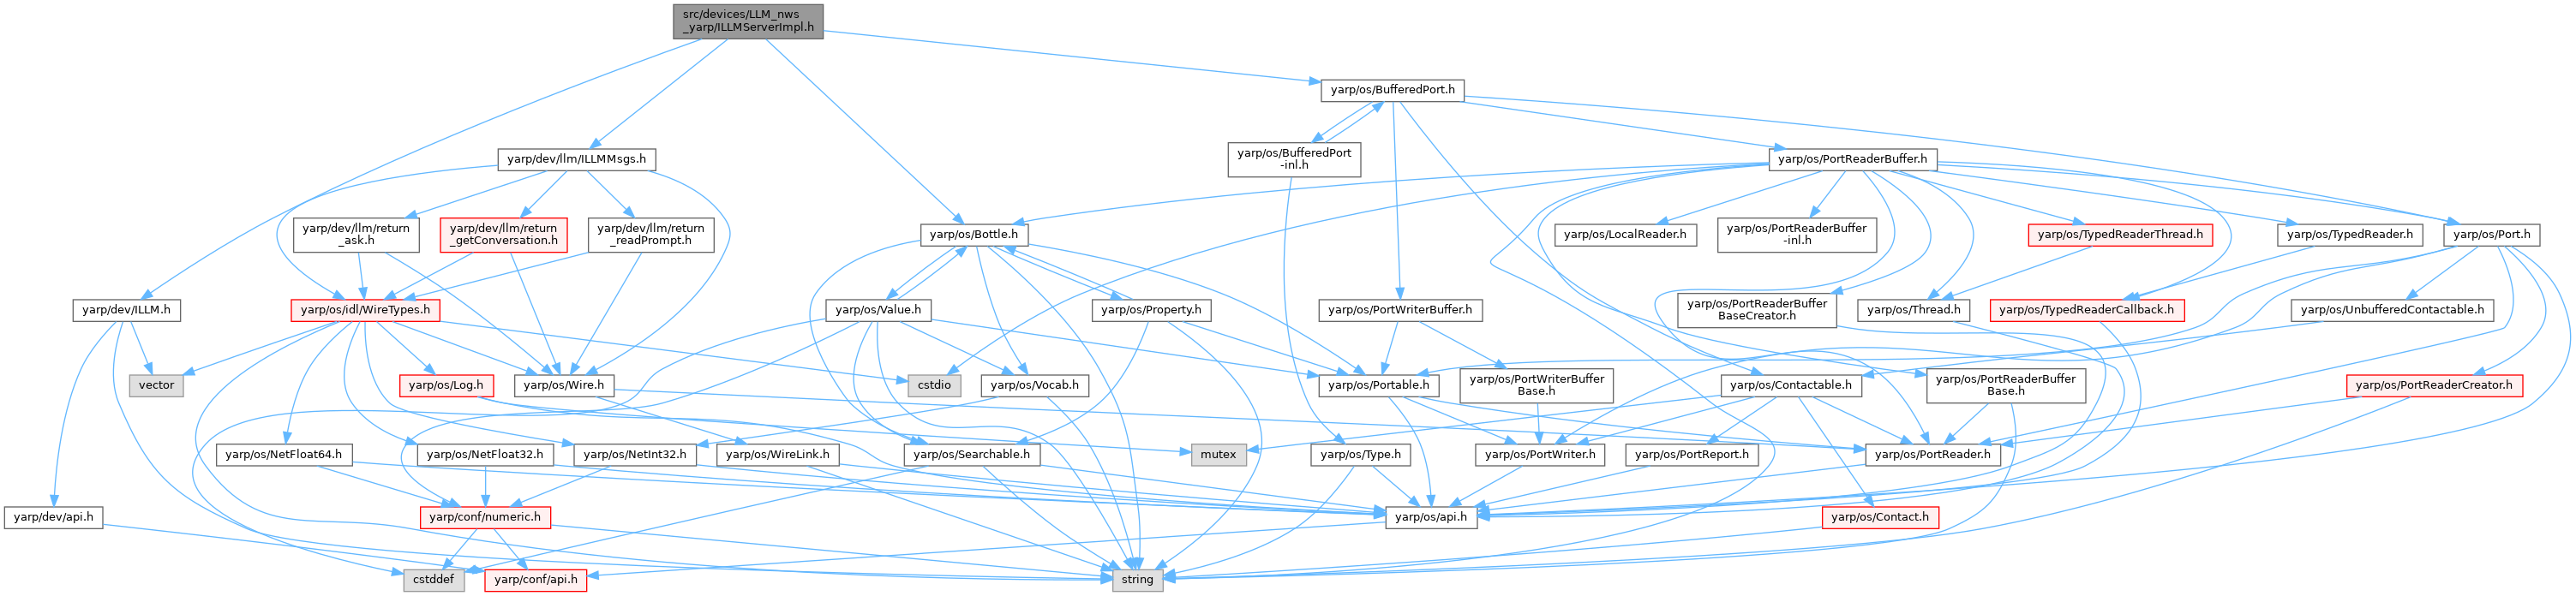 src/devices/LLM_nws
_yarp/ILLMServerImpl.h
yarp/os/BufferedPort.h
yarp/dev/llm/ILLMMsgs.h
yarp/os/BufferedPort
-inl.h
yarp/os/PortReaderBuffer.h
yarp/dev/llm/return
_ask.h
yarp/dev/llm/return
_getConversation.h
yarp/dev/llm/return
_readPrompt.h
yarp/os/Bottle.h
yarp/os/LocalReader.h
yarp/os/PortReaderBuffer
-inl.h
yarp/os/TypedReaderThread.h
yarp/os/TypedReader.h
yarp/os/Port.h
yarp/dev/ILLM.h
yarp/os/idl/WireTypes.h
yarp/os/Value.h
yarp/os/Property.h
yarp/os/PortWriterBuffer.h
yarp/os/PortReaderBuffer
BaseCreator.h
yarp/os/Thread.h
yarp/os/TypedReaderCallback.h
yarp/os/UnbufferedContactable.h
vector
yarp/os/Log.h
yarp/os/Wire.h
cstdio
yarp/os/Vocab.h
yarp/os/Portable.h
yarp/os/PortWriterBuffer
Base.h
yarp/os/Contactable.h
yarp/os/PortReaderBuffer
Base.h
yarp/os/PortReaderCreator.h
yarp/os/NetFloat64.h
yarp/os/NetFloat32.h
yarp/os/NetInt32.h
yarp/os/WireLink.h
yarp/os/Searchable.h
mutex
yarp/os/Type.h
yarp/os/PortWriter.h
yarp/os/PortReport.h
yarp/os/PortReader.h
yarp/dev/api.h
yarp/conf/numeric.h
yarp/os/api.h
yarp/os/Contact.h
cstddef
yarp/conf/api.h
string